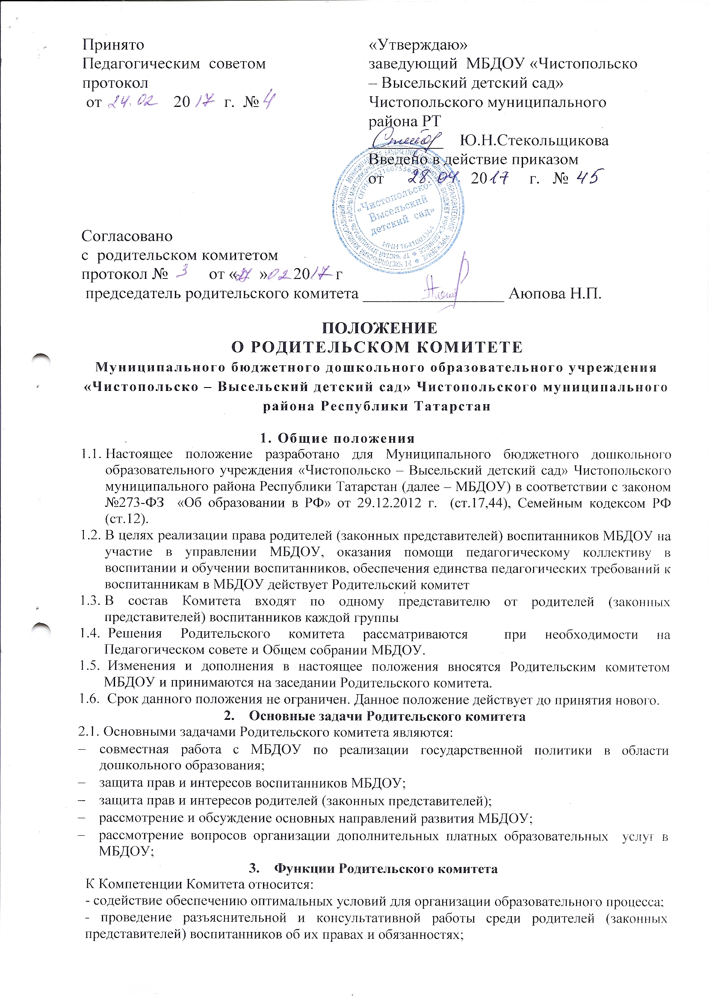 Принято
Педагогическим советом
протокол
от 24.02 2017 г. № 4
«Утверждаю»
заведующий МБДОУ «Чистопольско
– Высельский детский сад»
Чистопольского муниципального
района РТ
Ю.Н.Стекольщикова
Введено в действие приказом
от 28. 04 2017 г. № 45
«Чистопольско-
Высельский
детский сад»
ИНН 1641003364
Согласовано
с родительском комитетом
протокол № 3 от « » 02 2017 г
председатель родительского комитета __________________ Аюпова Н.П.
ПОЛОЖЕНИЕ
О РОДИТЕЛЬСКОМ КОМИТЕТЕ
Муниципального бюджетного дошкольного образовательного учреждения
«Чистопольско – Высельский детский сад» Чистопольского муниципального
района Республики Татарстан
1. Общие положения
1.1. Настоящее положение разработано для Муниципального бюджетного дошкольного
образовательного учреждения «Чистопольско – Высельский детский сад» Чистопольского
муниципального района Республики Татарстан (далее – МБДОУ) в соответствии с законом
№273-ФЗ «Об образовании в РФ» от 29.12.2012 г. (ст.17,44), Семейным кодексом РФ
(ст.12).
1.2. В целях реализации права родителей (законных представителей) воспитанников МБДОУ на
участие в управлении МБДОУ, оказания помощи педагогическому коллективу в
воспитании и обучении воспитанников, обеспечения единства педагогических требований к
воспитанникам в МБДОУ действует Родительский комитет
1.3. В состав Комитета входят по одному представителю от родителей (законных
представителей) воспитанников каждой группы
1.4. Решения Родительского комитета рассматриваются при необходимости на
Педагогическом совете и Общем собрании МБДОУ.
1.5. Изменения и дополнения в настоящее положения вносятся Родительским комитетом
МБДОУ и принимаются на заседании Родительского комитета.
1.6. Срок данного положения не ограничен. Данное положение действует до принятия нового.
2. Основные задачи Родительского комитета
2.1. Основными задачами Родительского комитета являются:
– совместная работа с МБДОУ по реализации государственной политики в области
дошкольного образования;
– защита прав и интересов воспитанников МБДОУ;
– защита прав и интересов родителей (законных представителей);
– рассмотрение и обсуждение основных направлений развития МБДОУ;
– рассмотрение вопросов организации дополнительных платных образовательных услуг в
МБДОУ;
3. Функции Родительского комитета
К Компетенции Комитета относится:
- содействие обеспечению оптимальных условий для организации образовательного процесса;
- проведение разъяснительной и консультативной работы среди родителей (законных
представителей) воспитанников об их правах и обязанностях;